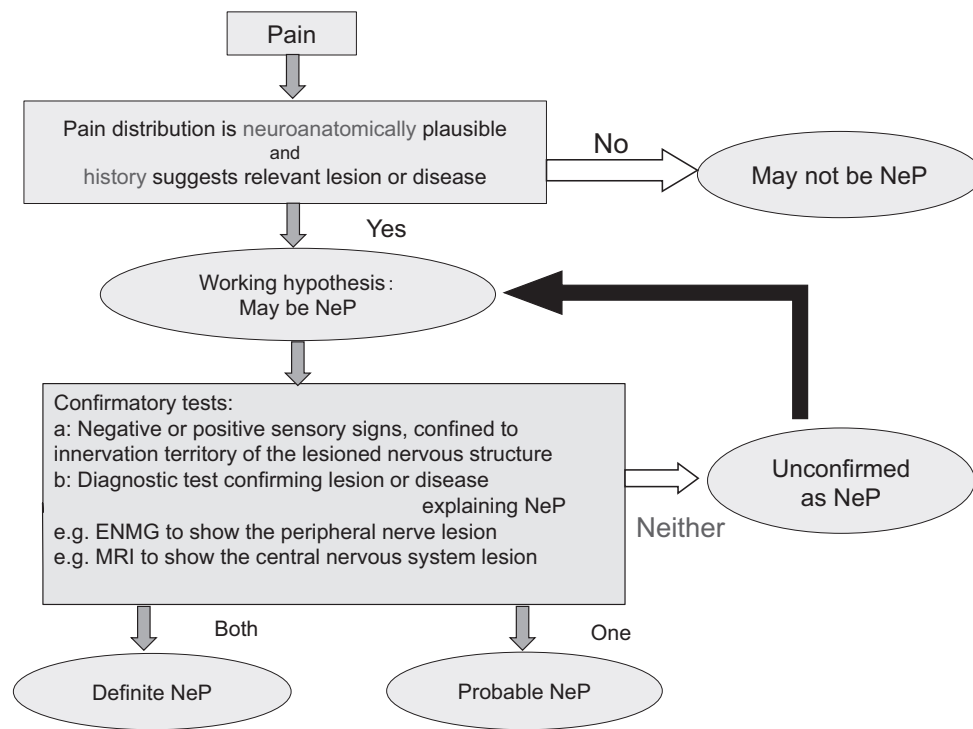 Pain
Pain distribution is neuroanatomically plausible
and
history suggests relevant lesion or disease
No
May not be NeP
Yes
Working hypothesis:
May be NeP
Confirmatory tests:
a: Negative or positive sensory signs, confined to
innervation territory of the lesioned nervous structure
b: Diagnostic test confirming lesion or disease
explaining NeP
e.g. ENMG to show the peripheral nerve lesion
e.g. MRI to show the central nervous system lesion
Unconfirmed
as NeP
Neither
Both
One
Definite NeP
Probable NeP